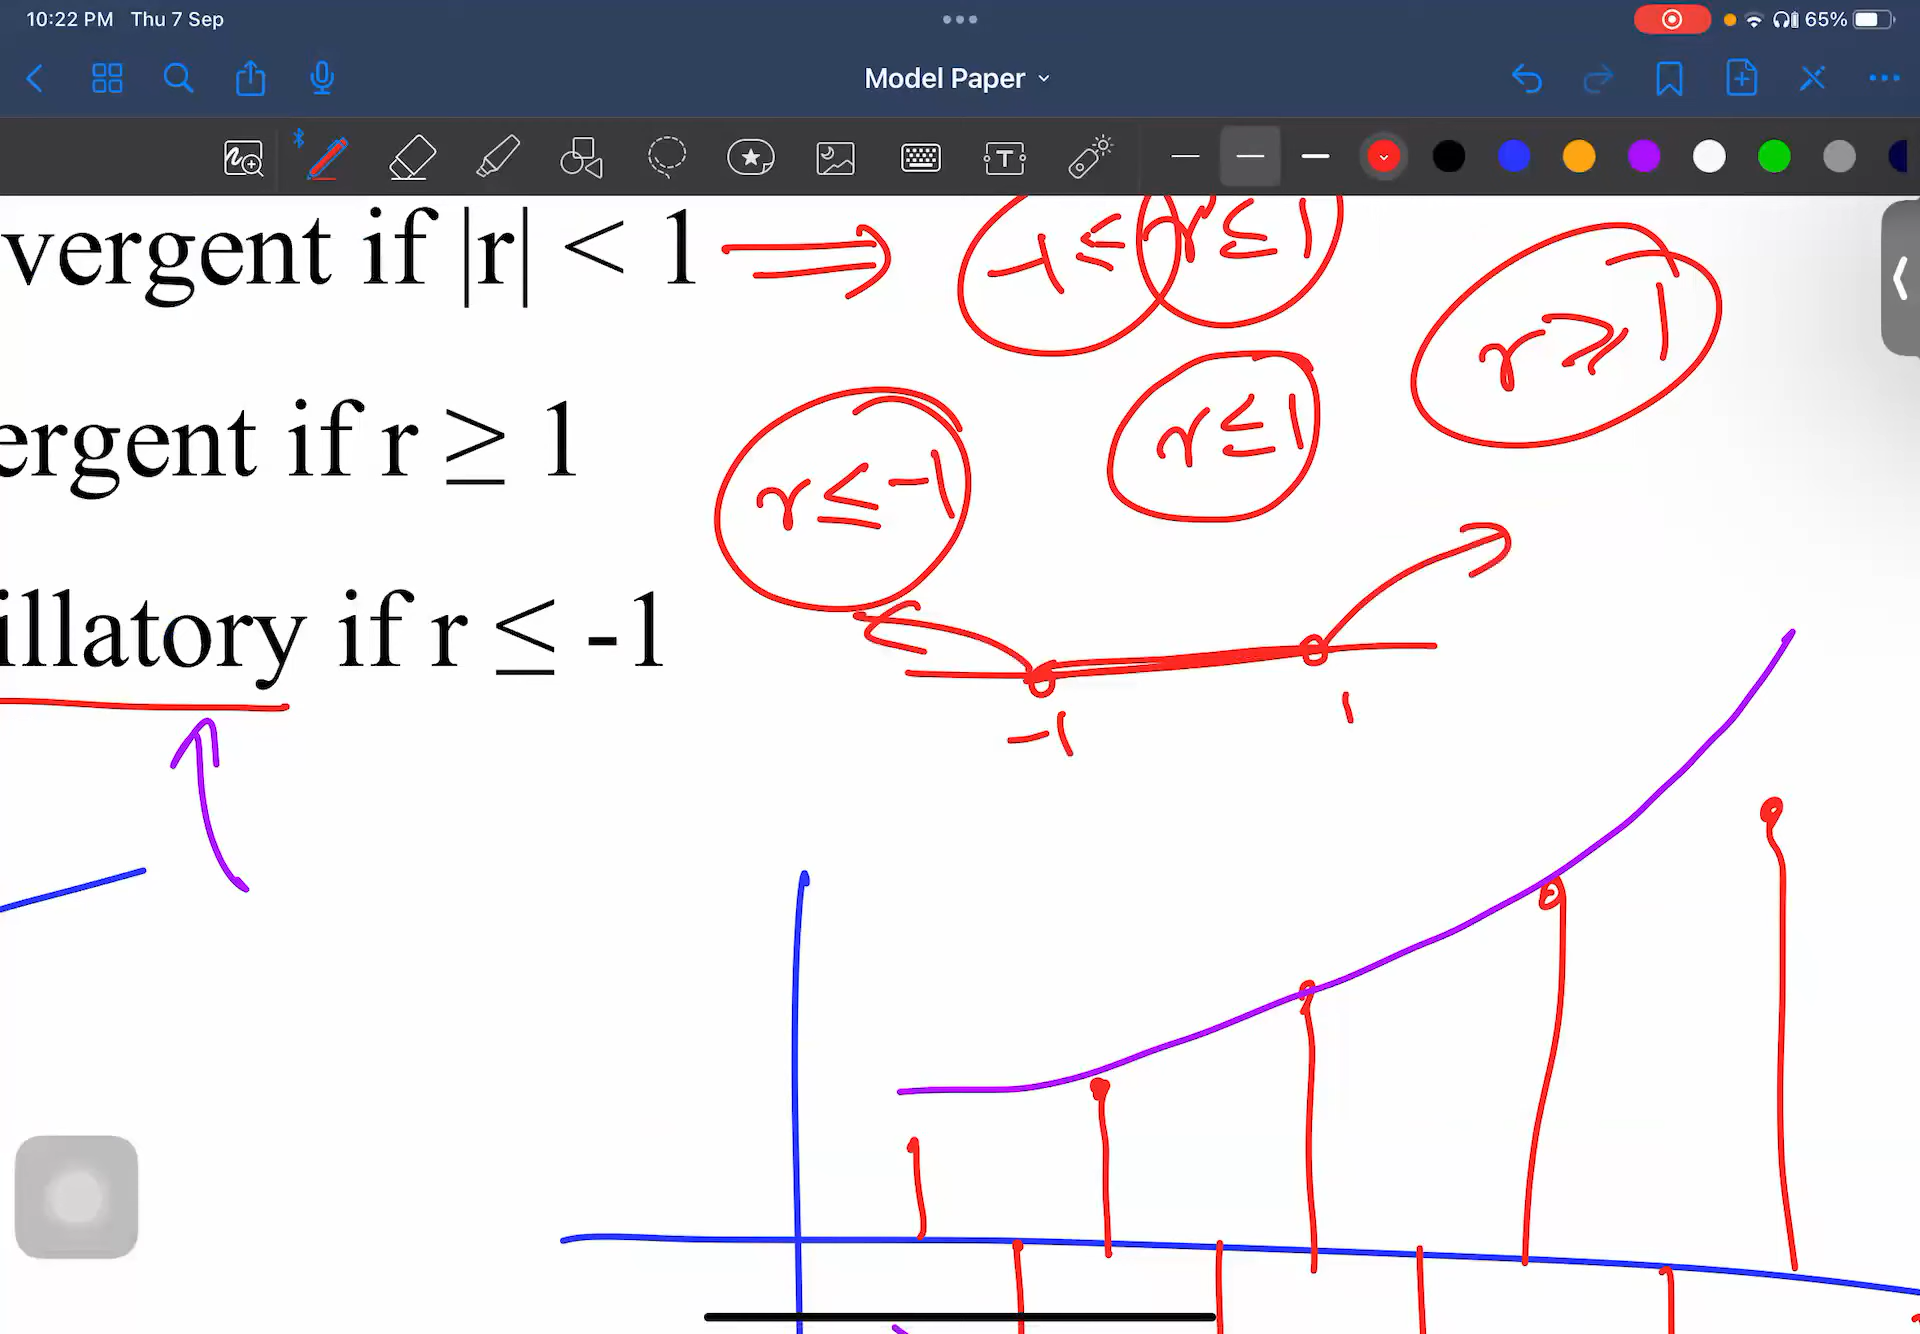 10:22 PM Thu 7 Sep
65%
Model Paper
T
vergent if |r| < 1
-1 ≤ r ≤ 1
r ≥ 1
r ≤ 1
ergent if r ≥ 1
r ≤ -1
illatory if r ≤ -1
-1
1